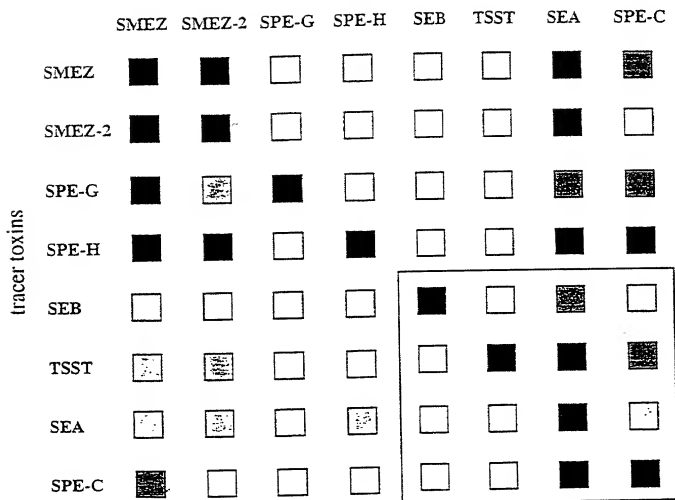 SMEZ SMEZ-2 SPE-G SPE-H SEB TSST SEA SPE-C
SMEZ
SMEZ-2
SPE-G
SPE-H
SEB
TSST
SEA
SPE-C
tracer toxins